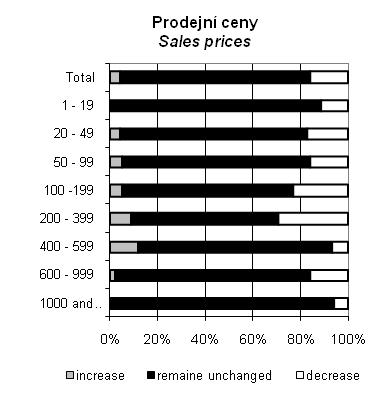 Prodejní ceny
Sales prices
Total
1 - 19
20 - 49
50 - 99
100 -199
200 - 399
400 - 599
600 - 999
1000 and..
0% 20% 40% 60% 80% 100%
increase remaine unchanged decrease